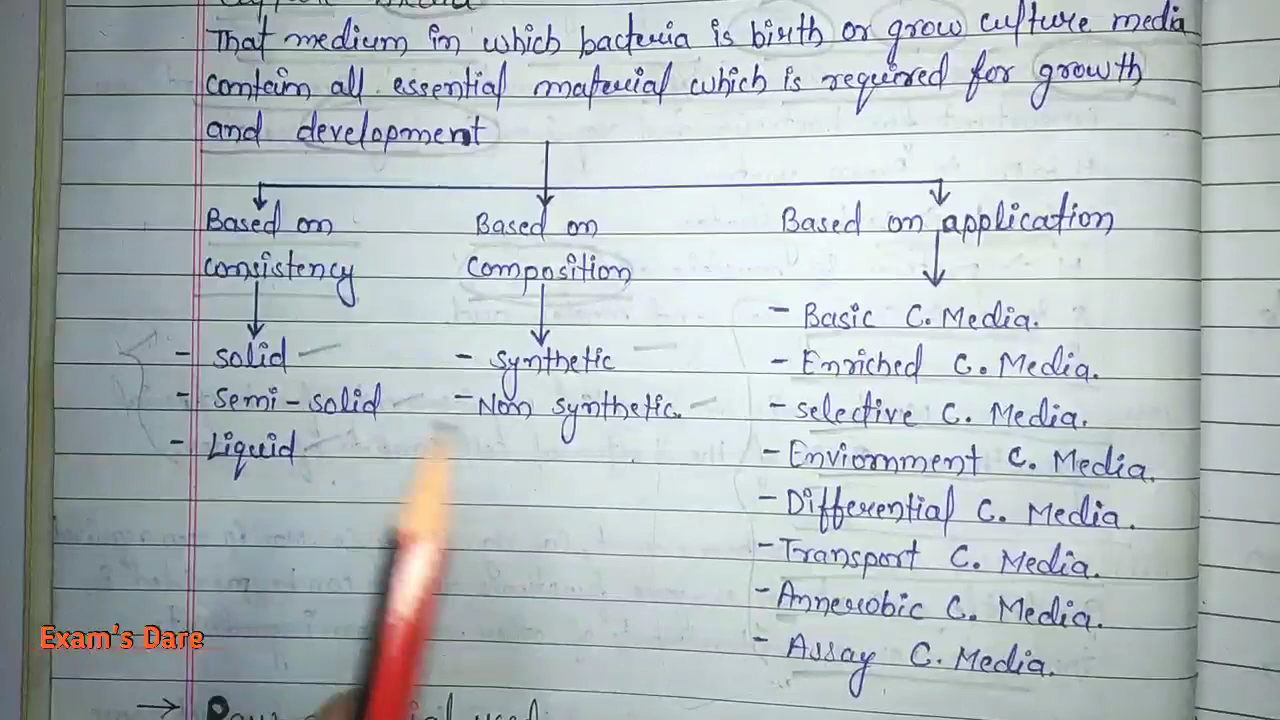 That medium in which bacteria is birth or grow culture media
contain all essential material which is required for growth
and development
Based on
consistency
- Solid
- Semi-solid
- Liquid
Based on
composition
- Synthetic
- Non synthetic.
Based on application
- Basic C. Media.
- Enriched C. Media.
- selective C. Media.
- Enviornment C. Media.
- Differential C. Media.
- Transport C. Media.
- Annerobic C. Media.
- Assay C. Media.
Exam's Dare